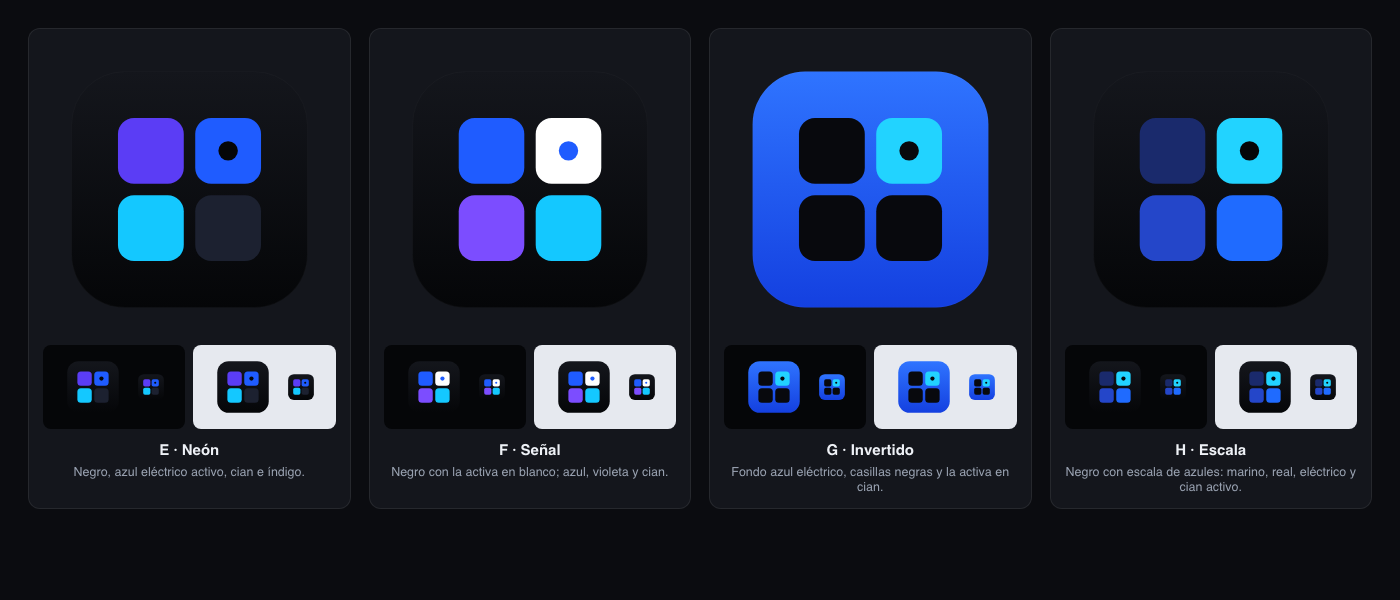 E · Neón
Negro, azul eléctrico activo, cian e índigo.
F · Señal
Negro con la activa en blanco; azul, violeta y cian.
G · Invertido
Fondo azul eléctrico, casillas negras y la activa en
cian.
H · Escala
Negro con escala de azules: marino, real, eléctrico y
cian activo.